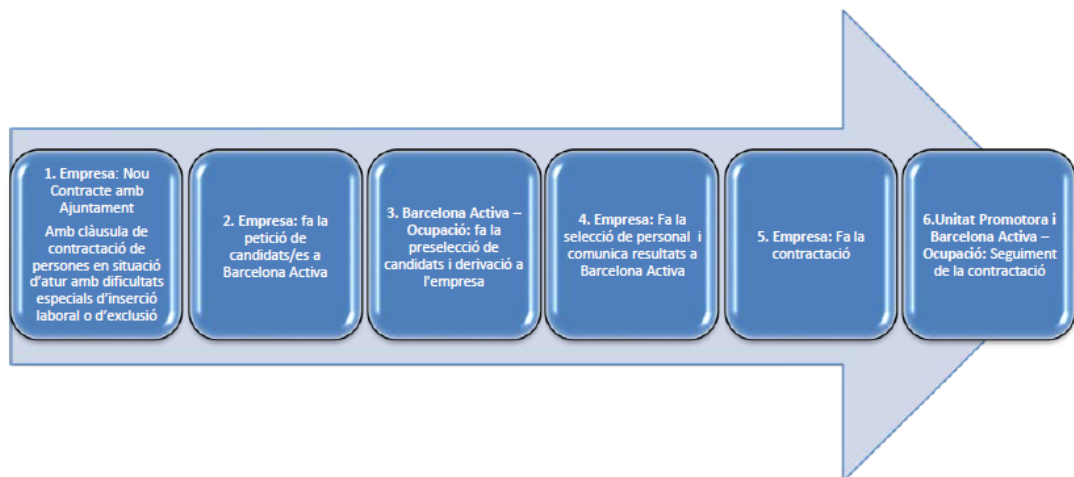 1. Empresa: Nou
Contracte amb
Ajuntament
Amb clàusula de
contractació de
persones en situació
d'atur amb dificultats
especials d'inserció
laboral o d'exclusió
2. Empresa: fa la
petició de
candidats/es a
Barcelona Activa
3. Barcelona Activa –
Ocupació: fa la
preselecció de
candidats i derivació a
l'empresa
4. Empresa: Fa la
selecció de personal i
comunica resultats a
Barcelona Activa
5. Empresa: Fa la
contractació
6.Unitat Promotora i
Barcelona Activa –
Ocupació: Seguiment
de la contractació